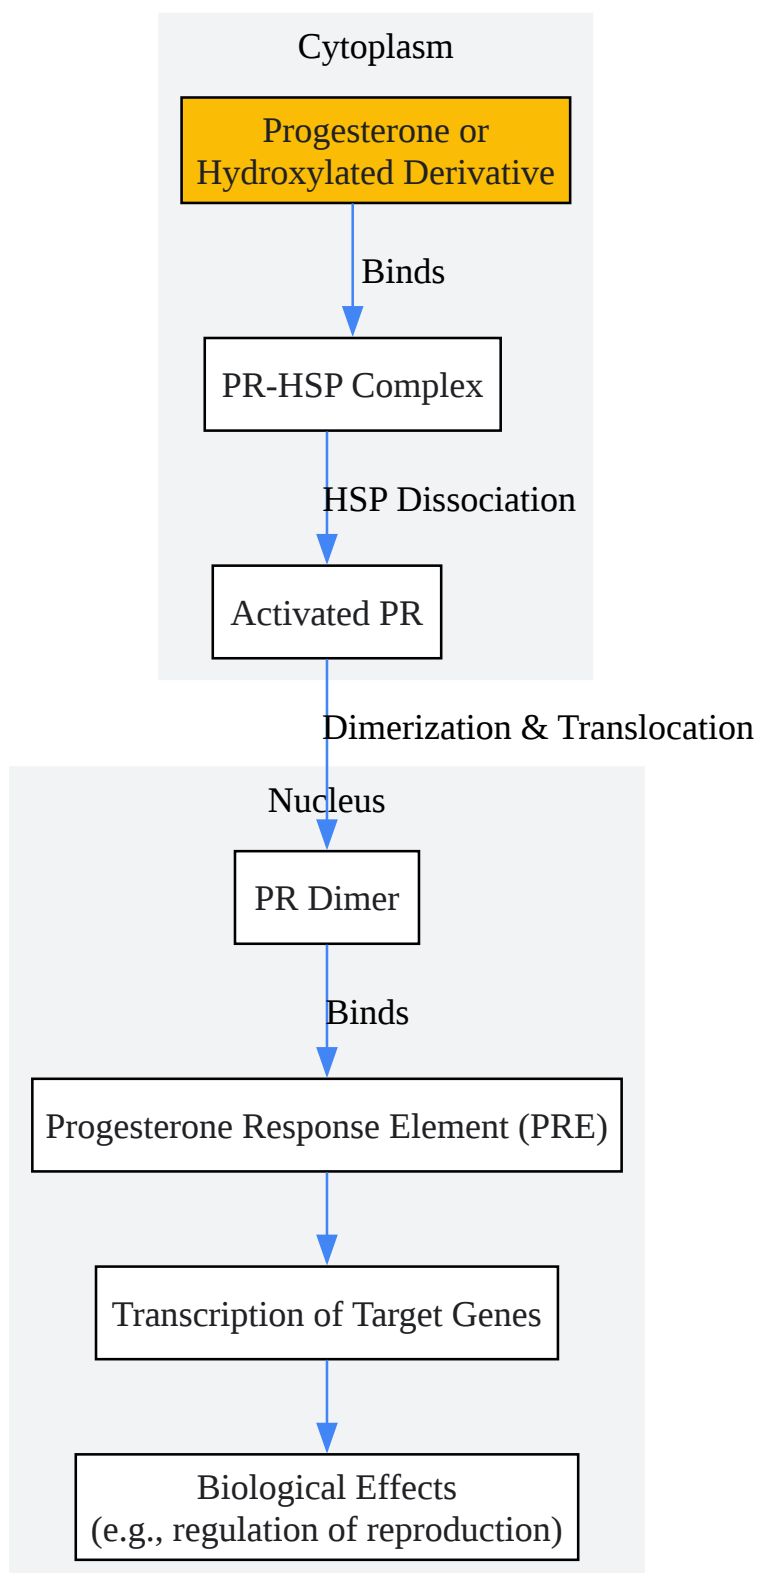 Cytoplasm
Progesterone or
Hydroxylated Derivative
Binds
PR-HSP Complex
HSP Dissociation
Activated PR
Dimerization & Translocation
Nucleus
PR Dimer
Binds
Progesterone Response Element (PRE)
Transcription of Target Genes
Biological Effects
(e.g., regulation of reproduction)